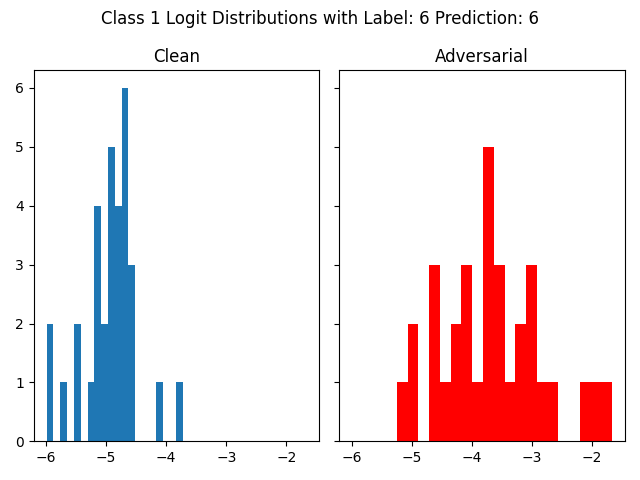 Class 1 Logit Distributions with Label: 6 Prediction: 6
Clean
Adversarial
6
5
4
3
2
1
0
−6 −5 −4 −3 −2
−6 −5 −4 −3 −2